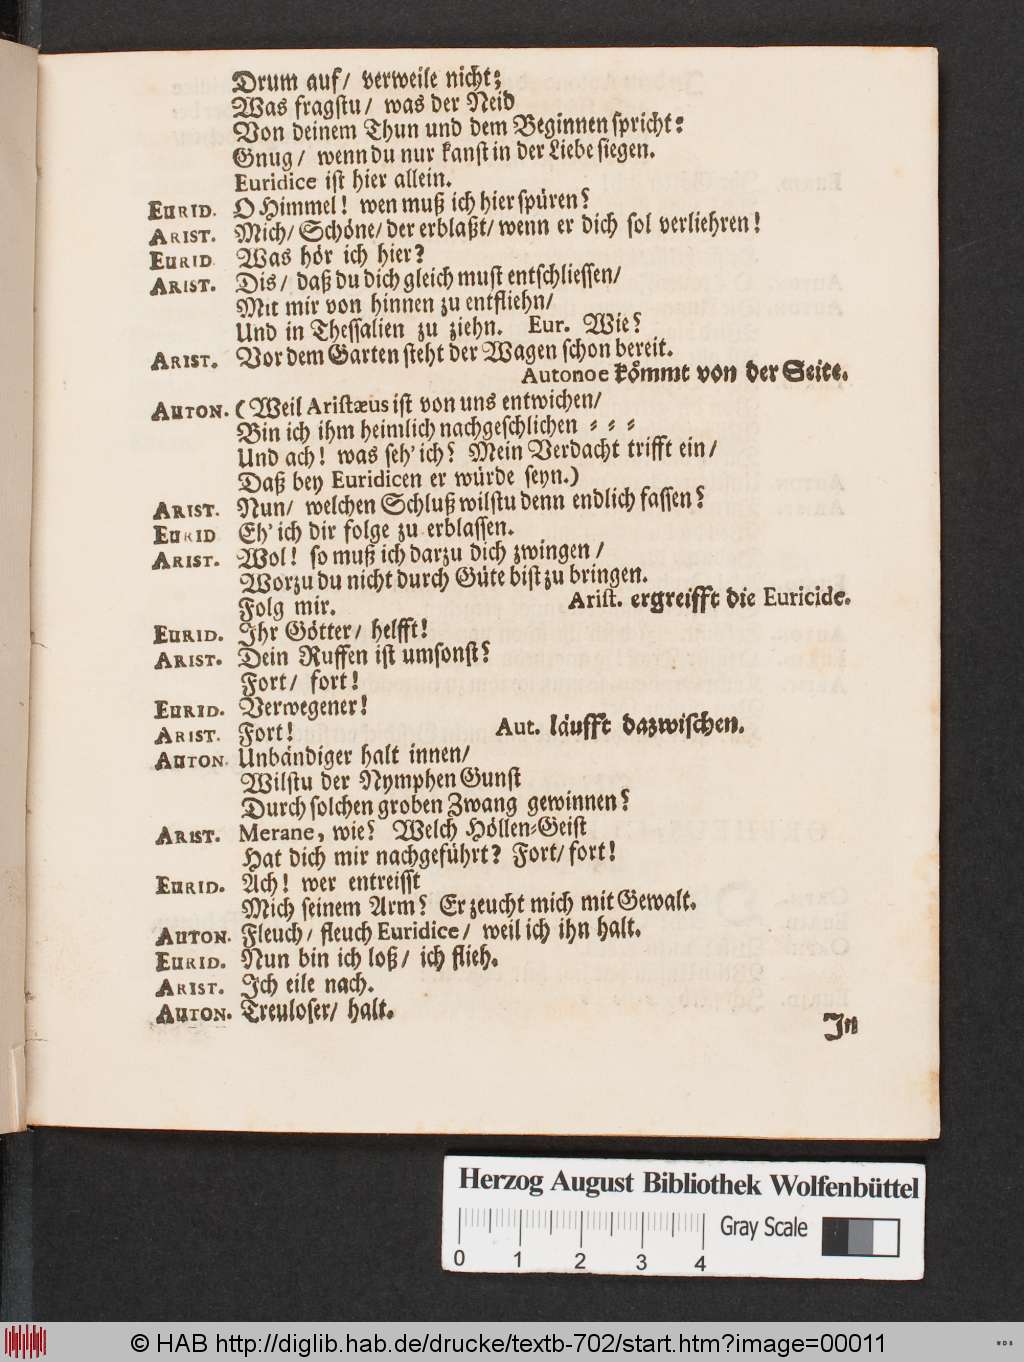 Drum auf/ verweile nicht;
Was fragstu/ was der Neid
Von deinem Thun und dem Beginnen spricht:
Gnug/ wenn du nur kanst in der Liebe siegen.
Euridice ist hier allein.
EURID. O Himmel! wen muß ich hier spüren?
ARIST. Mich/ Schöne/ der erblaßt/ wenn er dich sol verliehren!
EURID Was hör ich hier?
ARIST. Dis/ daß du dich gleich must entschliessen/
Mit mir von hinnen zu entfliehn/
Und in Thessalien zu ziehn. Eur. Wie?
ARIST. Vor dem Garten steht der Wagen schon bereit.
Autonoe kömmt von der Seite.
AUTON. (Weil Aristæus ist von uns entwichen/
Bin ich ihm heimlich nachgeschlichen = = =
Und ach! was seh' ich? Mein Verdacht trifft ein/
Daß bey Euridicen er würde seyn.)
ARIST. Nun/ welchen Schluß wilstu denn endlich fassen?
EURID Eh' ich dir folge zu erblassen.
ARIST. Wol! so muß ich darzu dich zwingen/
Worzu du nicht durch Güte bist zu bringen.
Folg mir. Arist. ergreifft die Euricide.
EURID. Ihr Götter/ helfft!
ARIST. Dein Ruffen ist umsonst?
Fort/ fort!
EURID. Verwegener!
ARIST. Fort! Aut. läufft dazwischen.
AUTON. Unbändiger halt innen/
Wilstu der Nymphen Gunst
Durch solchen groben Zwang gewinnen?
ARIST. Merane, wie? Welch Höllen=Geist
Hat dich mir nachgeführt? Fort/ fort!
EURID. Ach! wer entreisst
Mich seinem Arm? Er zeucht mich mit Gewalt.
AUTON. Fleuch/ fleuch Euridice/ weil ich ihn halt.
EURID. Nun bin ich loß/ ich flieh.
ARIST. Ich eile nach.
AUTON. Treuloser/ halt.
In
Herzog August Bibliothek Wolfenbüttel
Gray Scale
0 1 2 3 4
© HAB http://diglib.hab.de/drucke/textb-702/start.htm?image=00011